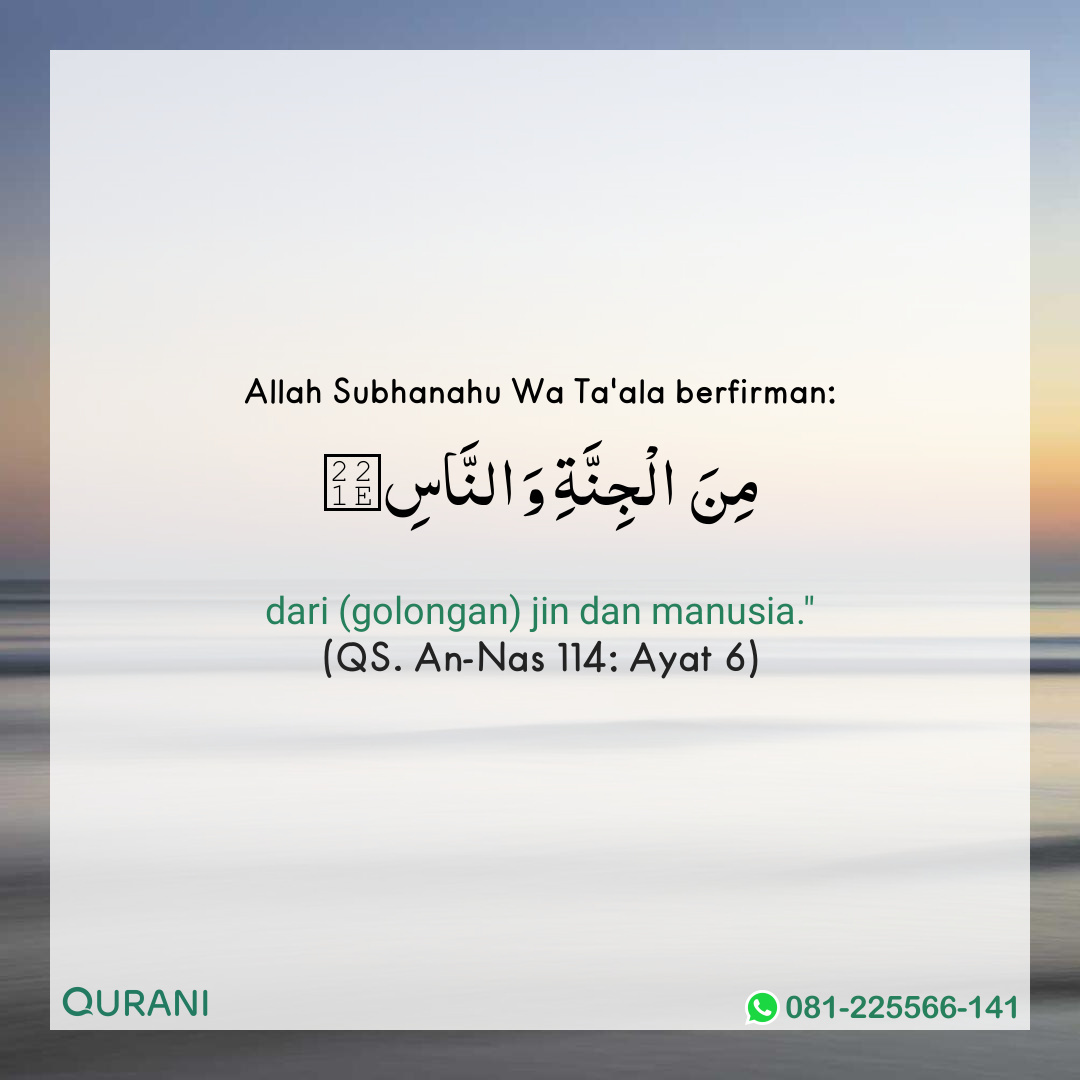 Allah Subhanahu Wa Ta'ala berfirman:
مِنَ الْجِنَّةِ وَالنَّاسِ
dari (golongan) jin dan manusia."
(QS. An-Nas 114: Ayat 6)
QURANI
081-225566-141